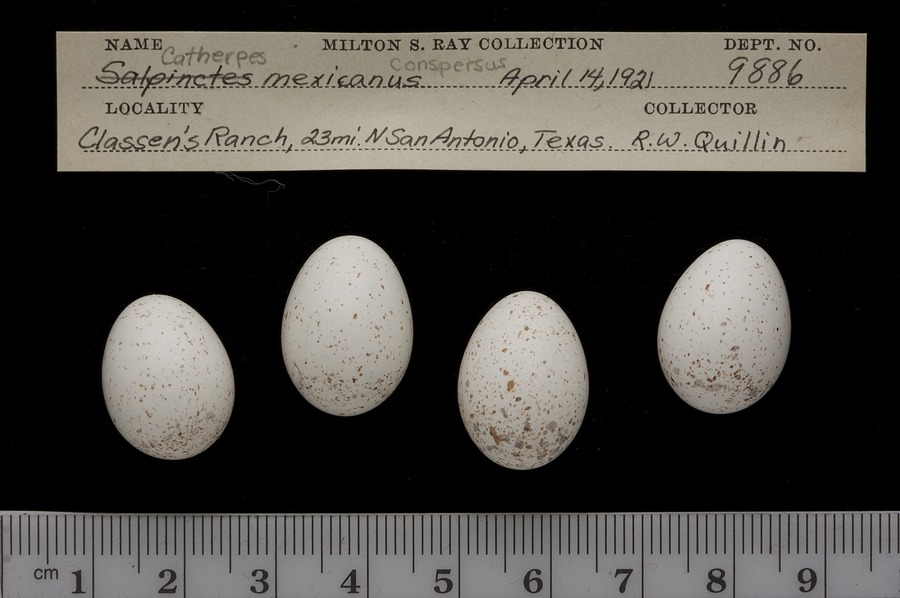 NAME MILTON S. RAY COLLECTION DEPT. NO.
Catherpes conspersus
Salpinctes mexicanus April 14, 1921 9886
LOCALITY COLLECTOR
Classen's Ranch, 23mi. N San Antonio, Texas. R.W. Quillin
cm 1 2 3 4 5 6 7 8 9